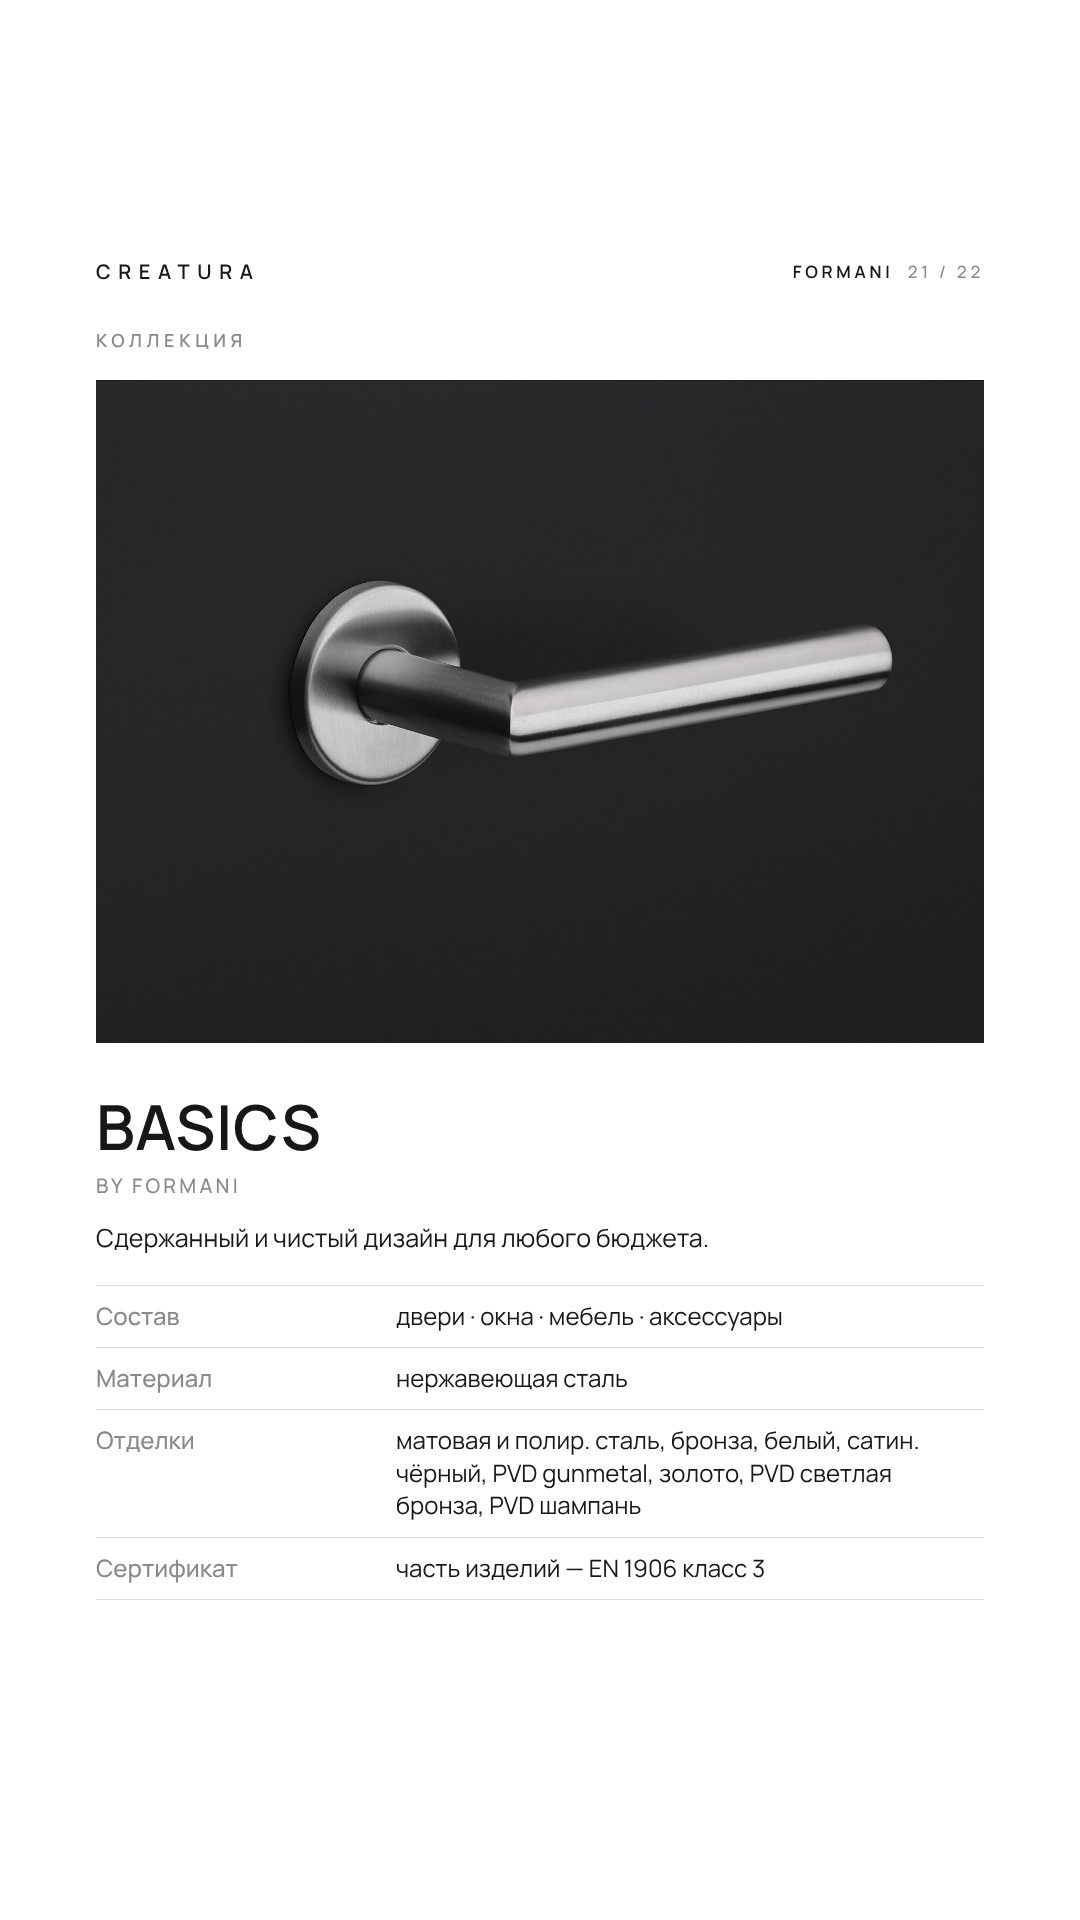 CREATURA
FORMANI 21 / 22
КОЛЛЕКЦИЯ
BASICS
BY FORMANI
Сдержанный и чистый дизайн для любого бюджета.
Состав
двери · окна · мебель · аксессуары
Материал
нержавеющая сталь
Отделки
матовая и полир. сталь, бронза, белый, сатин.
чёрный, PVD gunmetal, золото, PVD светлая
бронза, PVD шампань
Сертификат
часть изделий — EN 1906 класс 3